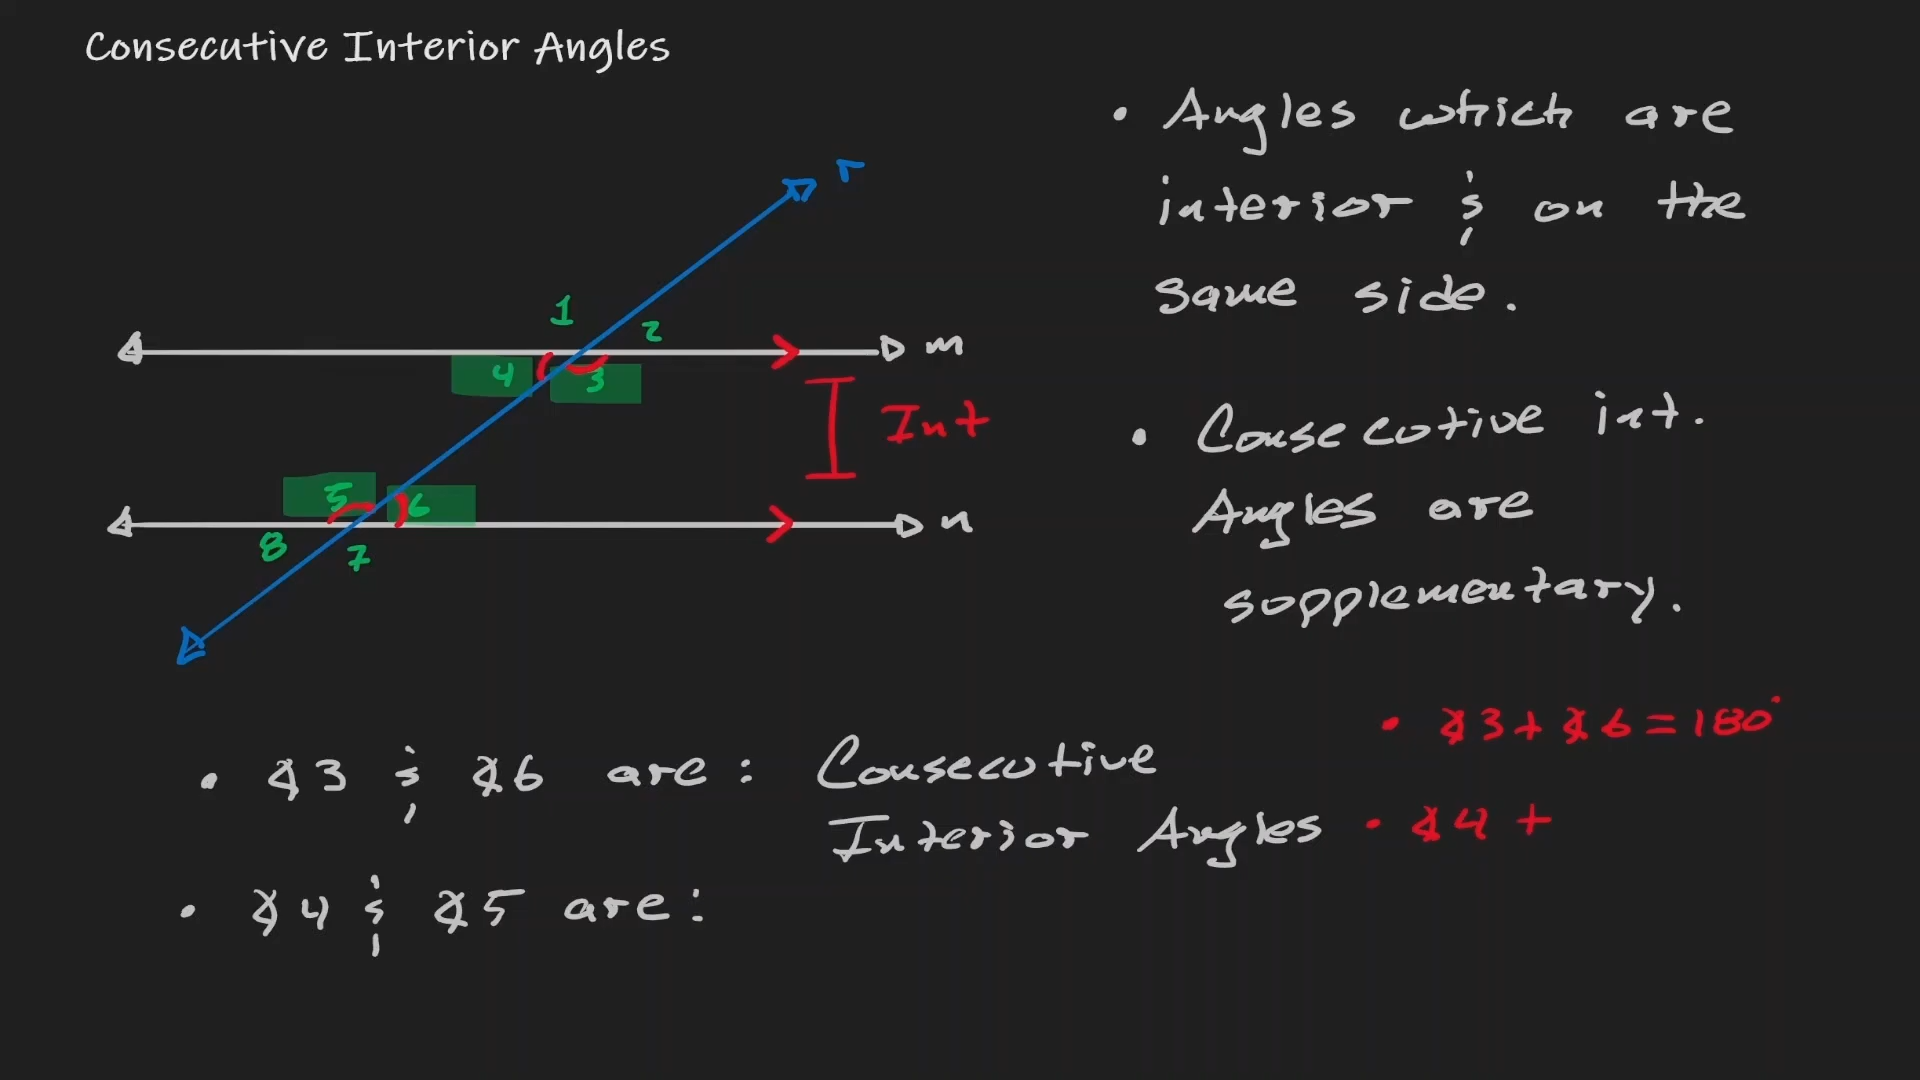 Consecutive Interior Angles
• Angles which are
interior & on the
same side.
r
1
2
m
4
3
Int
• Consecutive int.
Angles are
supplementary.
5
6
n
8
7
• ∡3 + ∡6 = 180°
• ∡3 & ∡6 are: Consecutive
Interior Angles
• ∡4 +
• ∡4 & ∡5 are: